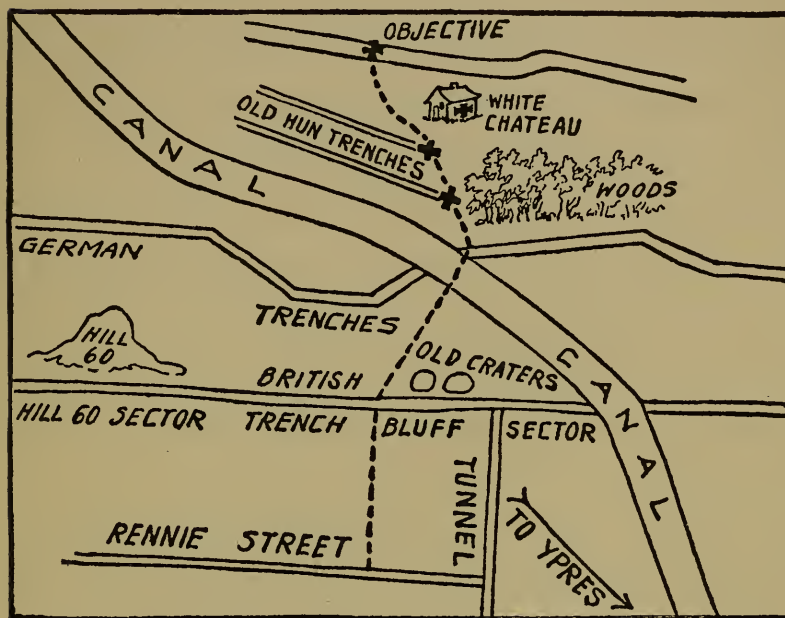 OBJECTIVE
CANAL
WHITE
CHATEAU
OLD HUN TRENCHES
WOODS
GERMAN
TRENCHES
HILL
60
OLD CRATERS
CANAL
BRITISH
HILL 60 SECTOR TRENCH BLUFF SECTOR
TUNNEL
RENNIE STREET
TO YPRES